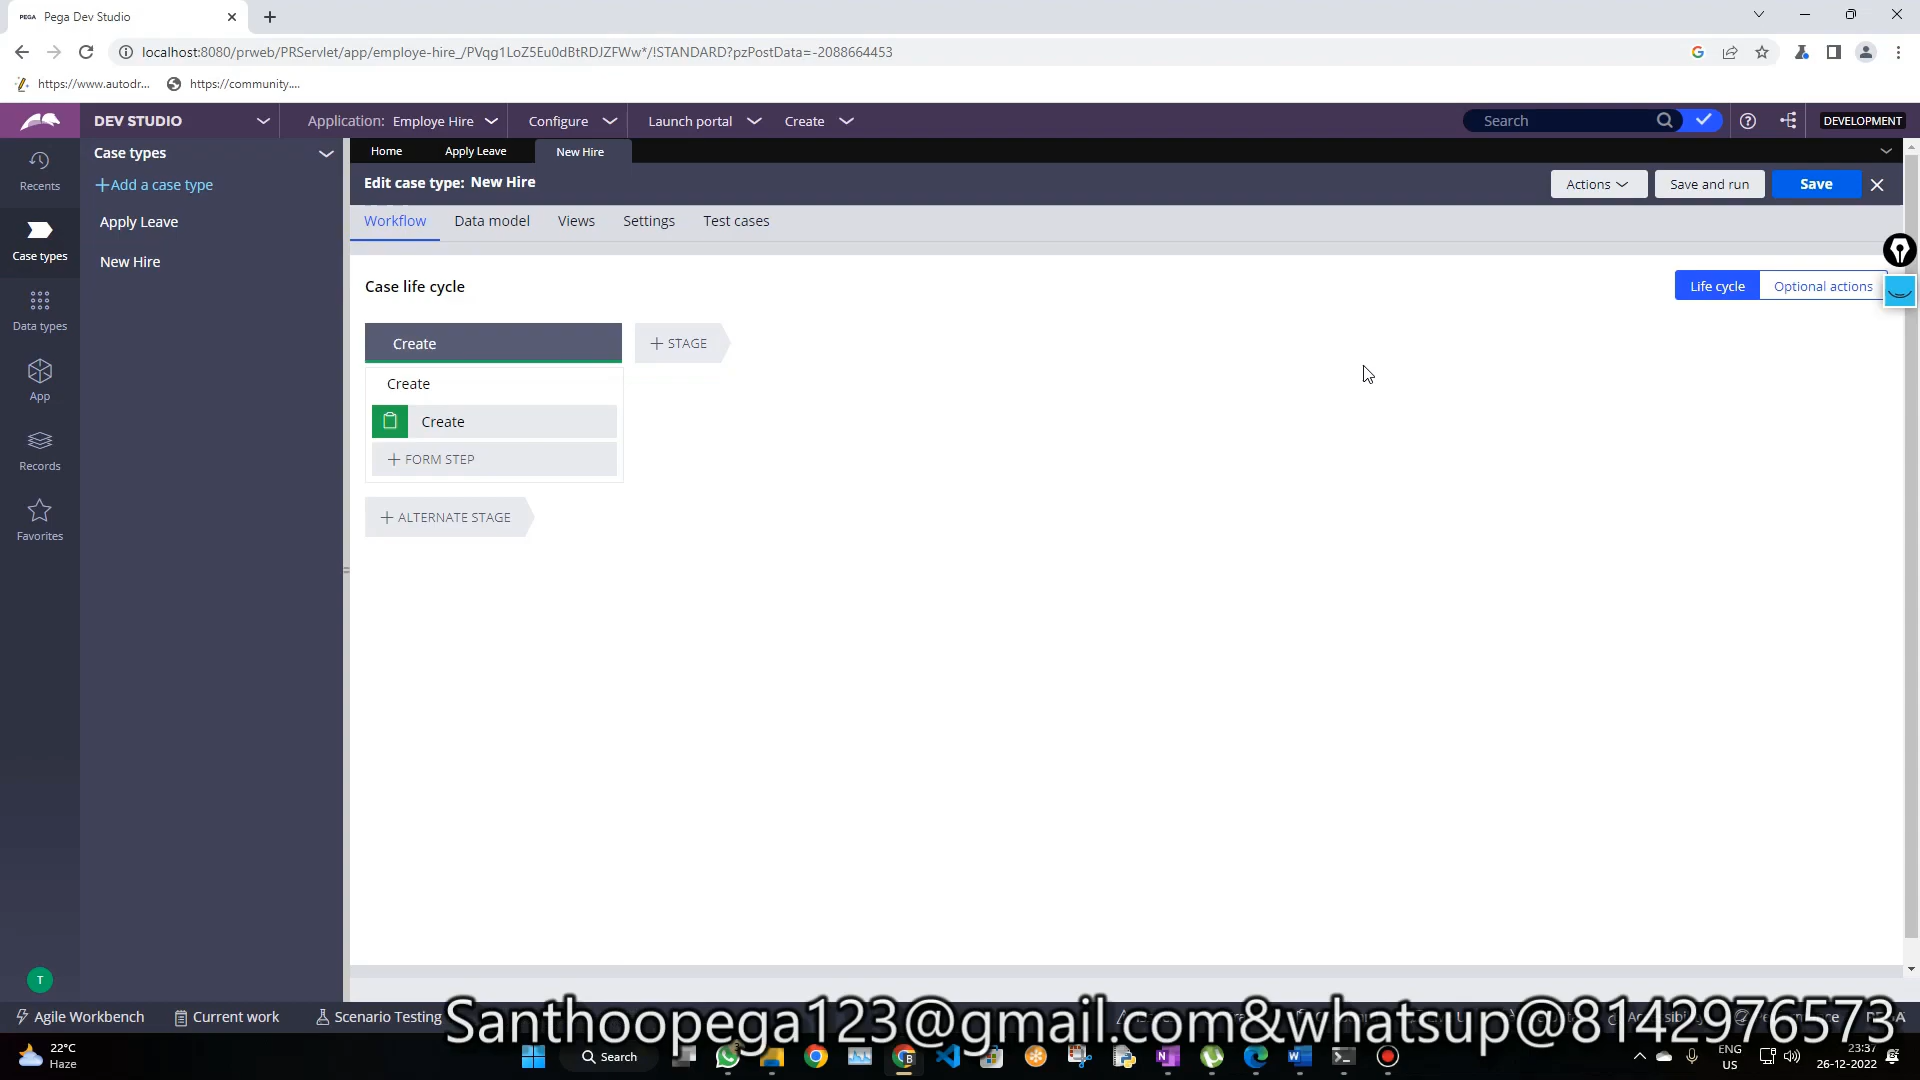 PEGA Pega Dev Studio
localhost:8080/prweb/PRServlet/app/employe-hire_/PVqg1LoZ5Eu0dBtRDJZFWw*/!STANDARD?pzPostData=-2088664453
https://www.autodr... https://community....
DEV STUDIO Application: Employe Hire Configure Launch portal Create Search DEVELOPMENT
Recents
Case types
Data types
App
Records
Favorites
T
Case types
Add a case type
Apply Leave
New Hire
Home Apply Leave New Hire
Edit case type: New Hire Actions Save and run Save
Workflow Data model Views Settings Test cases
Case life cycle Life cycle Optional actions
Create + STAGE
Create
Create
+ FORM STEP
+ ALTERNATE STAGE
Agile Workbench Current work Scenario Testing
Santhoopega123@gmail.com&whatsup@8142976573
22°C
Haze
Search
ENG
US
23:37
26-12-2022